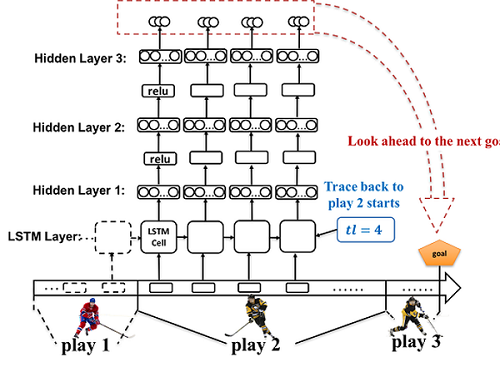 Hidden Layer 3:
relu
Hidden Layer 2:
relu
Look ahead to the next go
Hidden Layer 1:
Trace back to
play 2 starts
LSTM Layer:
LSTM
Cell
tl = 4
goal
play 1
play 2
play 3